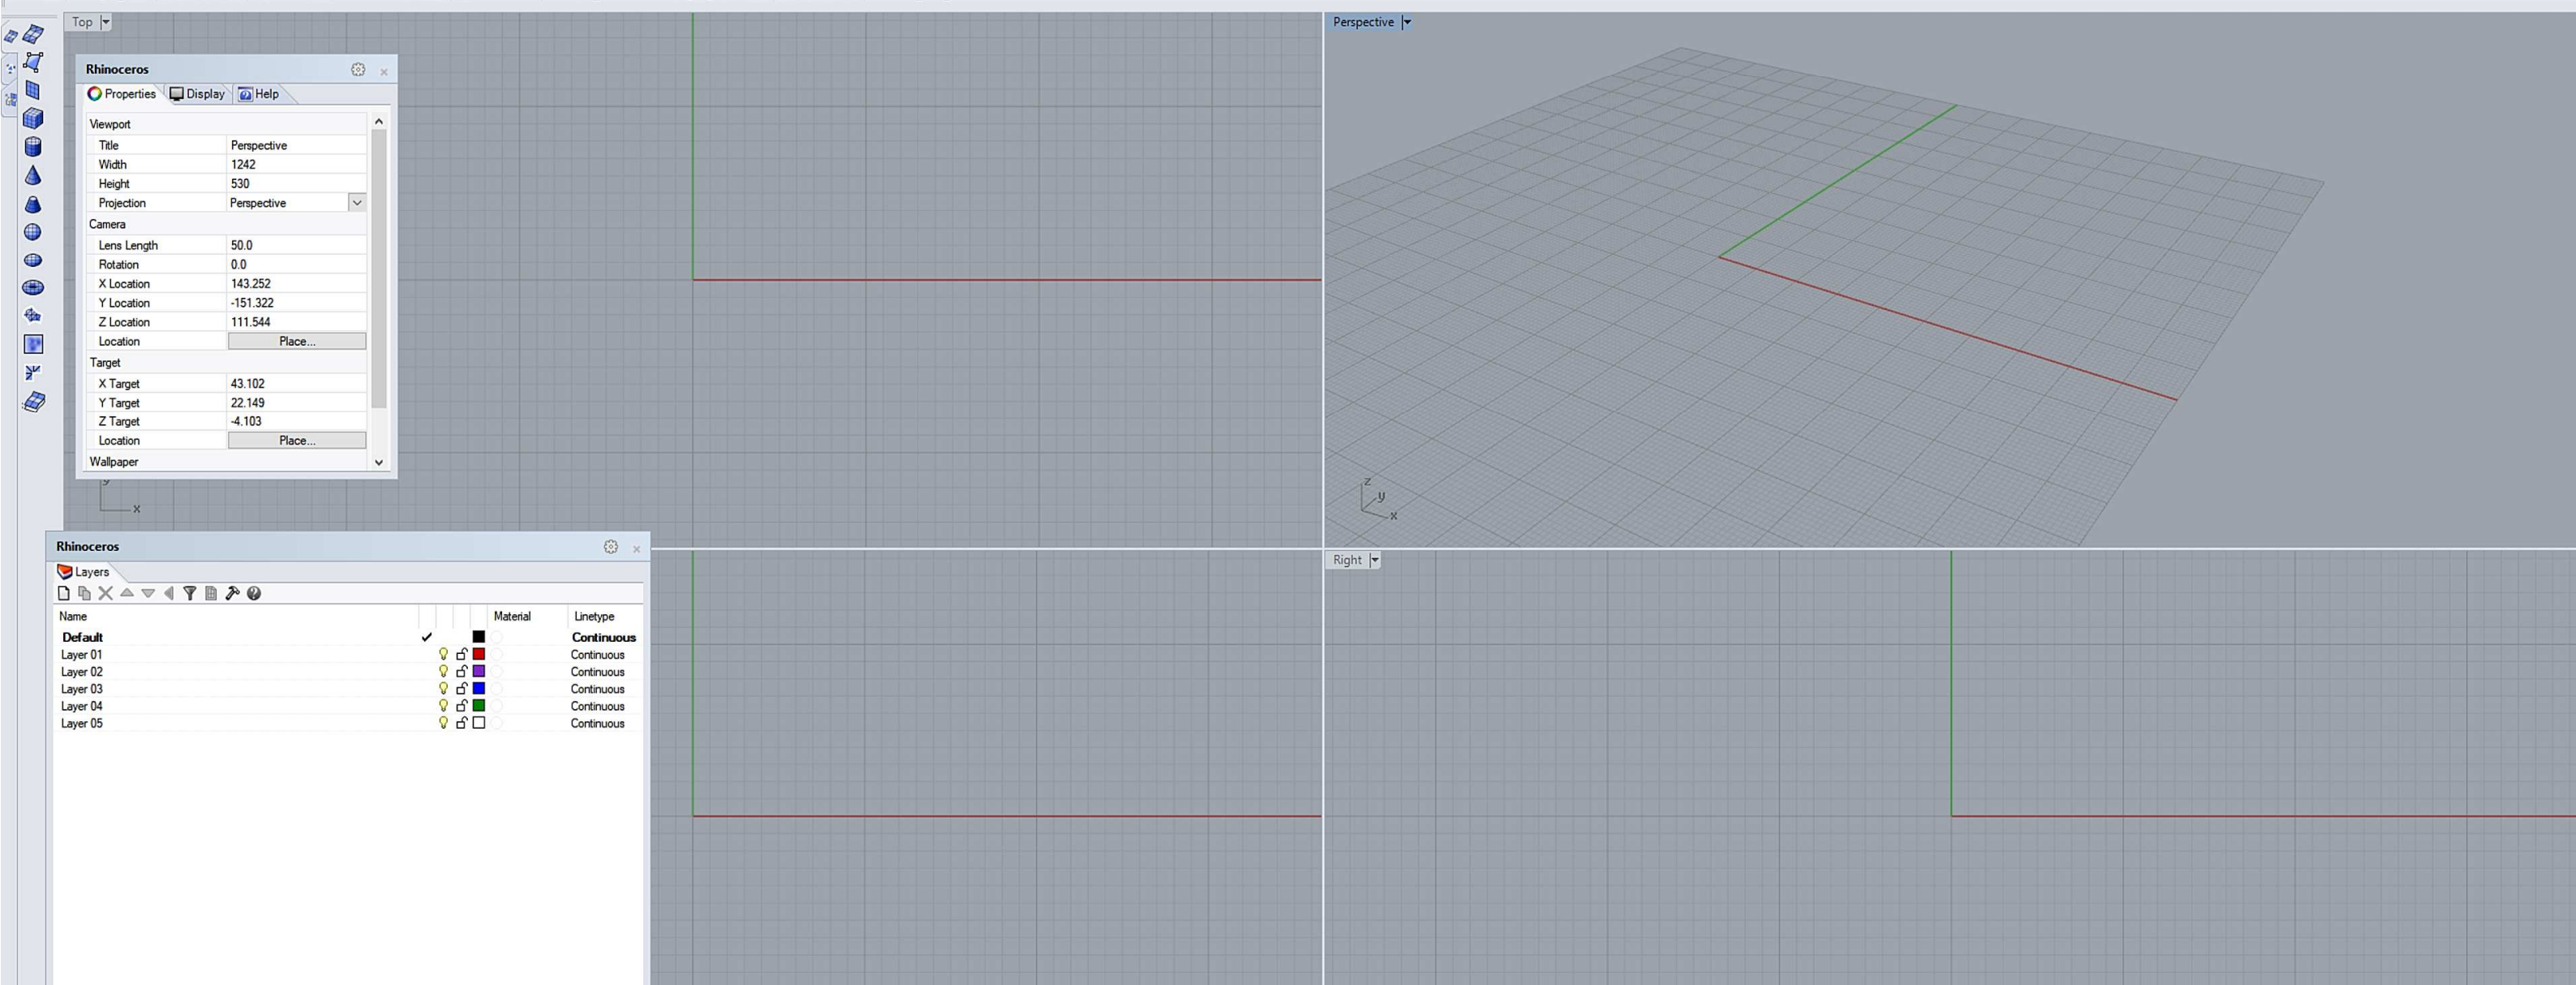 Top
Perspective
Rhinoceros
Properties Display Help
Viewport
Title Perspective
Width 1242
Height 530
Projection Perspective
Camera
Lens Length 50.0
Rotation 0.0
X Location 143.252
Y Location -151.322
Z Location 111.544
Location Place...
Target
X Target 43.102
Y Target 22.149
Z Target -4.103
Location Place...
Wallpaper
y
x
z
y
x
Rhinoceros
Layers
Name Material Linetype
Default Continuous
Layer 01 Continuous
Layer 02 Continuous
Layer 03 Continuous
Layer 04 Continuous
Layer 05 Continuous
Right